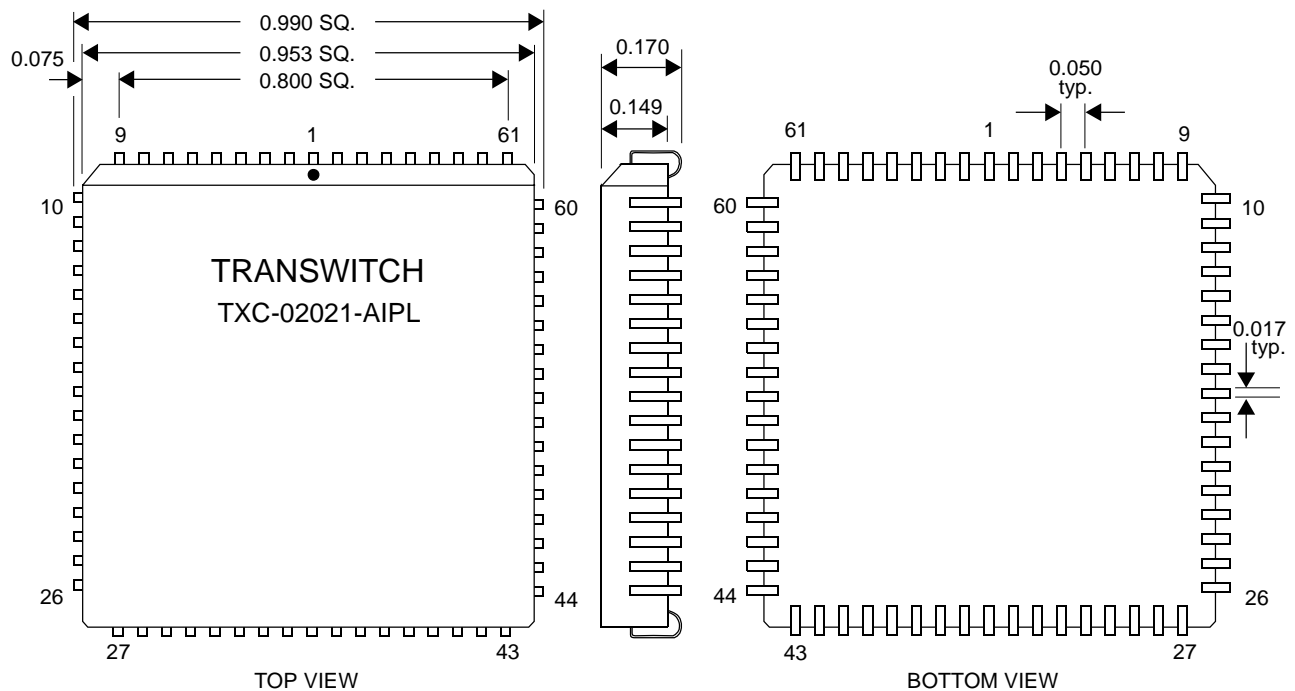 0.990 SQ.
0.953 SQ.
0.800 SQ.
0.075
9
1
61
10
60
TRANSWITCH
TXC-02021-AIPL
26
44
27
43
TOP VIEW
0.170
0.149
0.050
typ.
61
1
9
60
10
0.017
typ.
44
26
43
27
BOTTOM VIEW